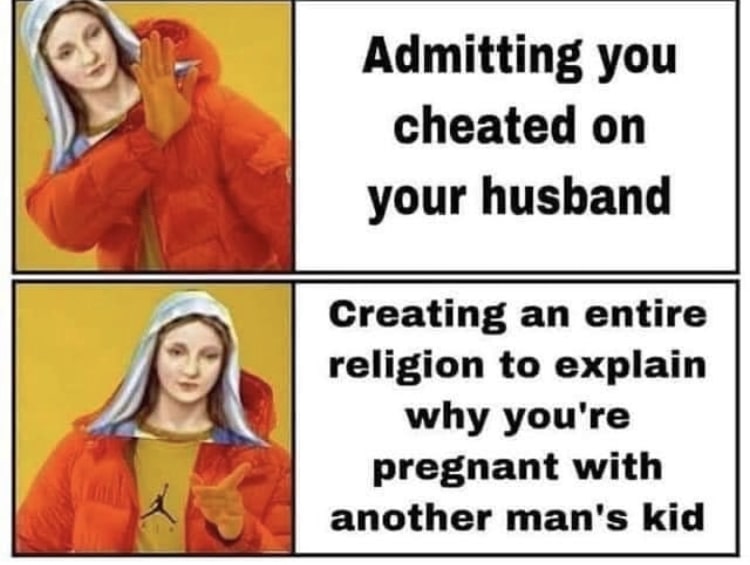 Admitting you
cheated on
your husband
Creating an entire
religion to explain
why you're
pregnant with
another man's kid